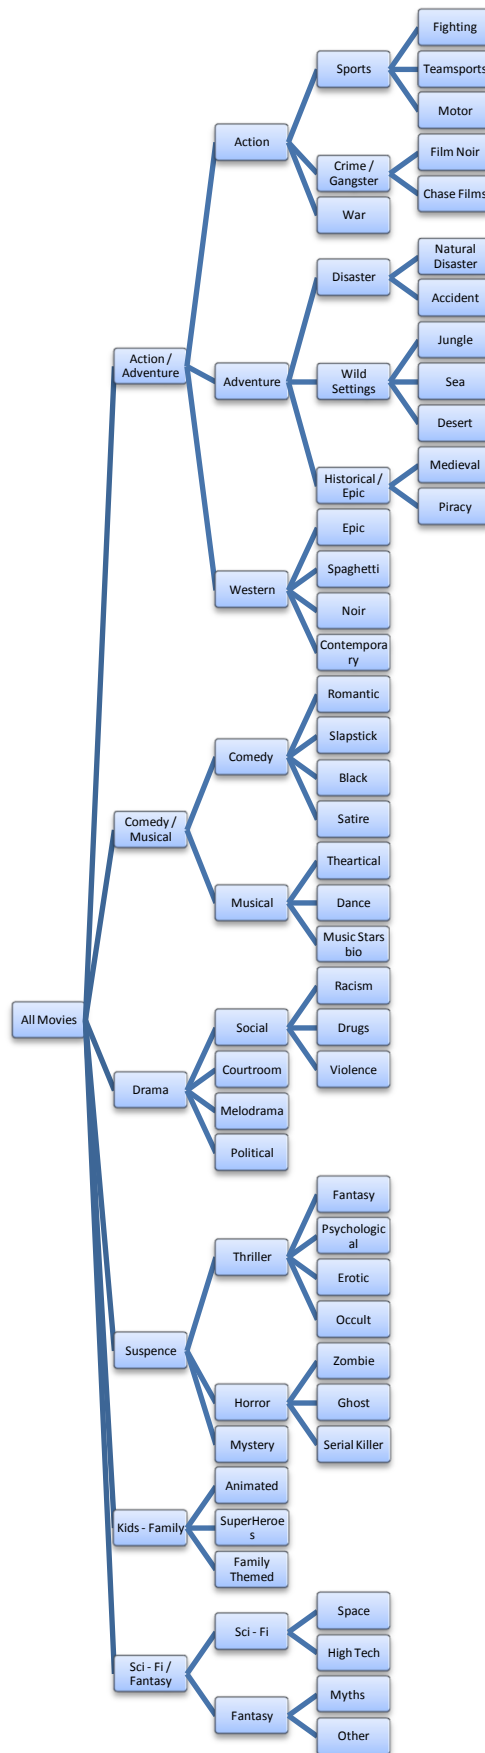 Fighting
Sports
Teamsports
Motor
Action
Film Noir
Crime /
Gangster
Chase Films
War
Natural
Disaster
Disaster
Accident
Jungle
Action /
Adventure
Adventure
Wild
Settings
Sea
Desert
Medieval
Historical /
Epic
Piracy
Epic
Spaghetti
Western
Noir
Contempora
ry
Romantic
Slapstick
Comedy
Black
Satire
Comedy /
Musical
Theartical
Musical
Dance
Music Stars
bio
All Movies
Racism
Social
Drugs
Courtroom
Violence
Drama
Melodrama
Political
Fantasy
Psychologic
al
Thriller
Erotic
Occult
Suspence
Zombie
Horror
Ghost
Mystery
Serial Killer
Animated
Kids - Family
SuperHeroe
s
Family
Themed
Space
Sci - Fi
High Tech
Sci - Fi /
Fantasy
Myths
Fantasy
Other